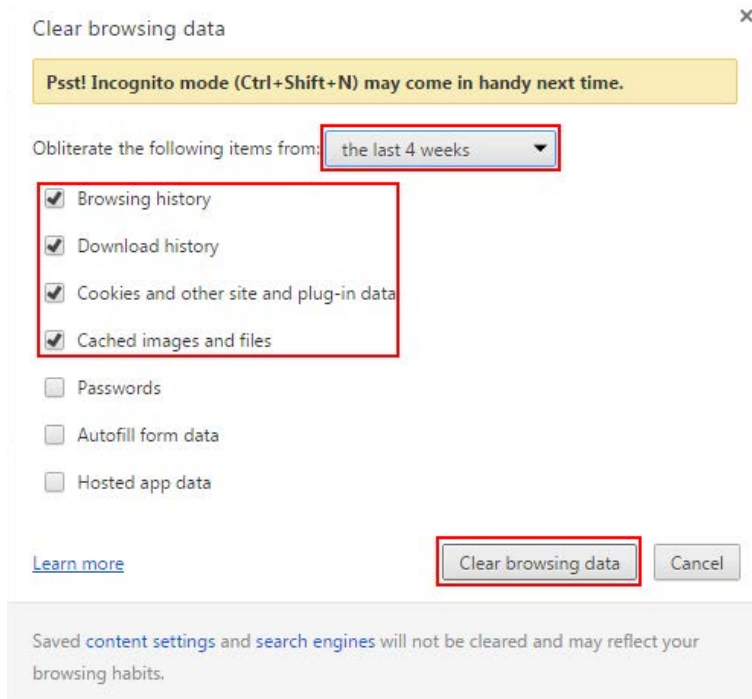 Clear browsing data
Psst! Incognito mode (Ctrl+Shift+N) may come in handy next time.
Obliterate the following items from: the last 4 weeks
Browsing history
Download history
Cookies and other site and plug-in data
Cached images and files
Passwords
Autofill form data
Hosted app data
Learn more Clear browsing data Cancel
Saved content settings and search engines will not be cleared and may reflect your
browsing habits.